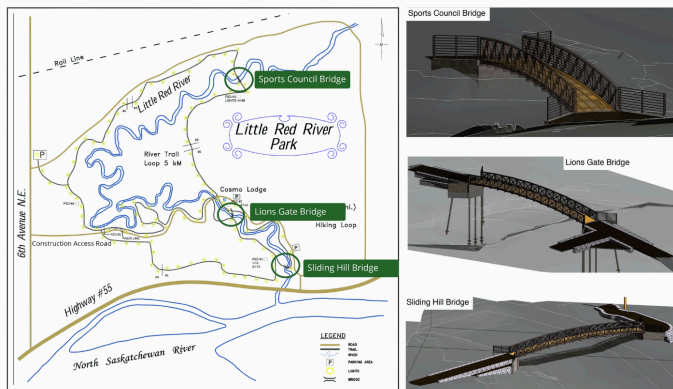 Rail Line
Little Red River
Sports Council Bridge
Little Red River
Park
P
River Trail
Loop 5 kM
6th Avenue N.E.
Cosmo Lodge
P
Lions Gate Bridge
Hiking Loop
Construction Access Road
P
Sliding Hill Bridge
Highway #55
North Saskatchewan River
LEGEND
ROAD
TRAIL
RIVER
P PARKING AREA
LIGHTS
BRIDGE
Sports Council Bridge
Lions Gate Bridge
Sliding Hill Bridge